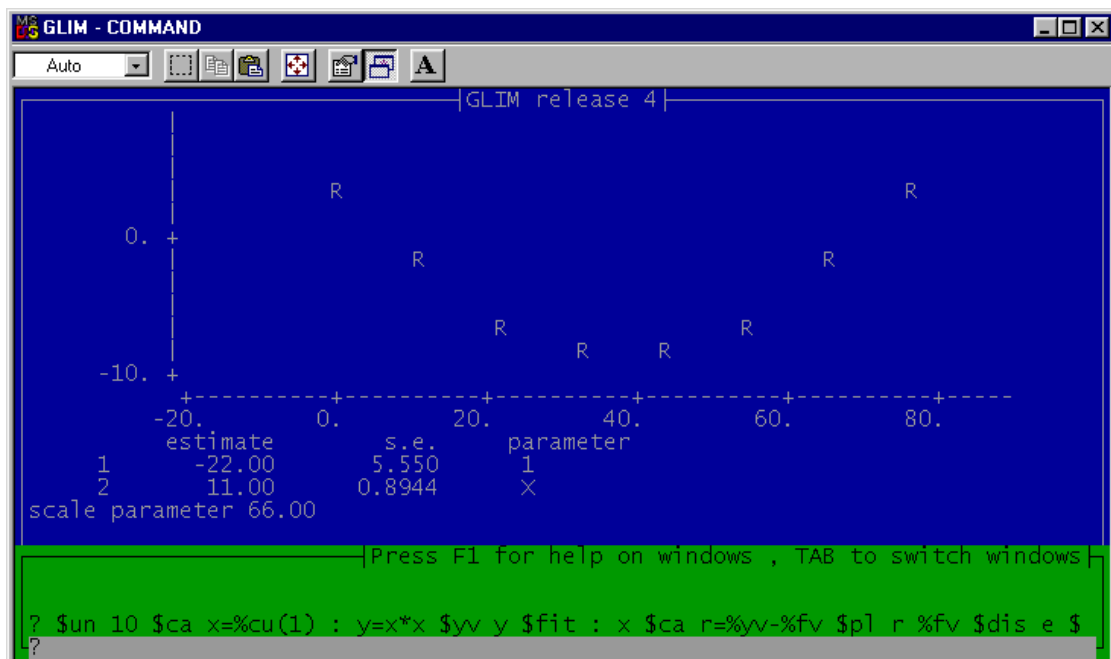 MS DOS GLIM - COMMAND
Auto
A
GLIM release 4
R R
0. +
R R
R R
R R
-10. +
+----------+---------+---------+---------+---------+-----
-20. 0. 20. 40. 60. 80.
estimate s.e. parameter
1 -22.00 5.550 1
2 11.00 0.8944 X
scale parameter 66.00
Press F1 for help on windows , TAB to switch windows
? $un 10 $ca x=%cu(1) : y=x*x $yv y $fit : x $ca r=%yv-%fv $pl r %fv $dis e $
?